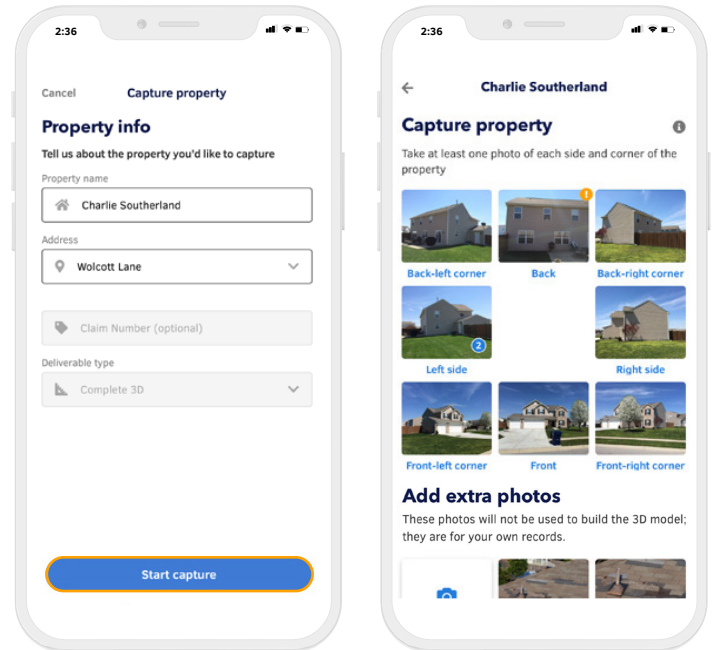 2:36
Cancel
Capture property
Property info
Tell us about the property you'd like to capture
Property name
Charlie Southerland
Address
Wolcott Lane
Claim Number (optional)
Deliverable type
Complete 3D
Start capture
2:36
Charlie Southerland
Capture property
Take at least one photo of each side and corner of the
property
Back-left corner
Back
Back-right corner
2
Left side
Right side
Front-left corner
Front
Front-right corner
Add extra photos
These photos will not be used to build the 3D model;
they are for your own records.